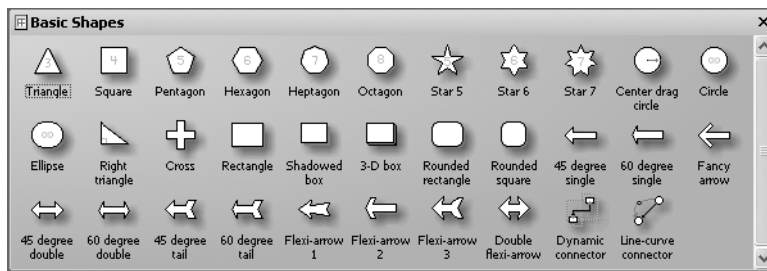 Basic Shapes
3 4 5 6 7 8 5 6 7 ∞
Triangle Square Pentagon Hexagon Heptagon Octagon Star 5 Star 6 Star 7 Center drag circle Circle
∞
Ellipse Right triangle Cross Rectangle Shadowed box 3-D box Rounded rectangle Rounded square 45 degree single 60 degree single Fancy arrow
45 degree double 60 degree double 45 degree tail 60 degree tail Flexi-arrow 1 Flexi-arrow 2 Flexi-arrow 3 Double flexi-arrow Dynamic connector Line-curve connector